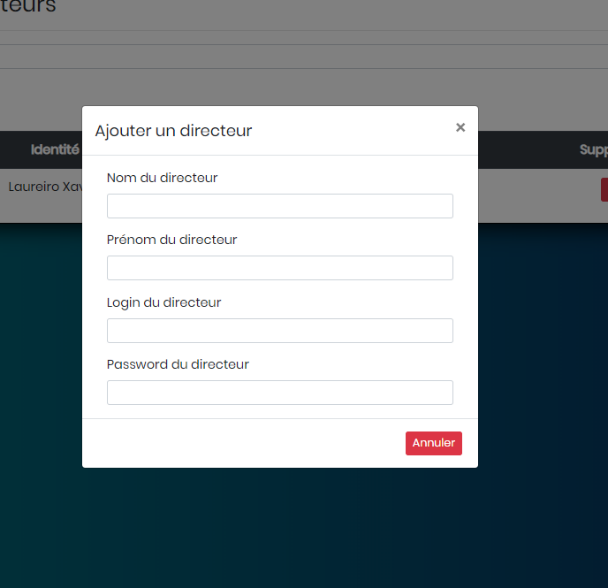 teurs
Ajouter un directeur ×
Identité
Supp
Laureiro Xav
Nom du directeur
Prénom du directeur
Login du directeur
Password du directeur
Annuler